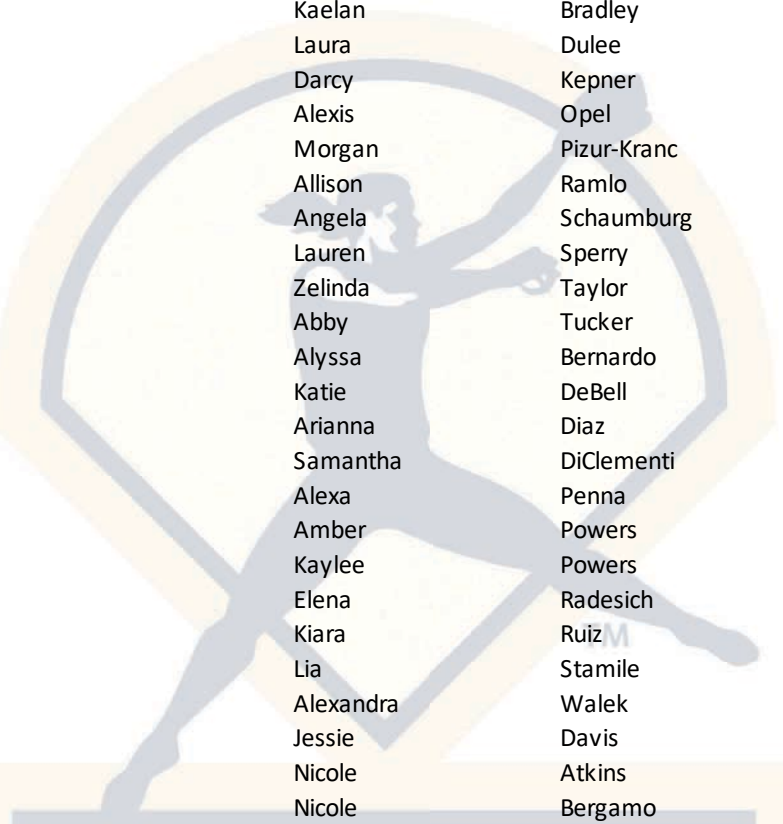 Kaelan Bradley
Laura Dulee
Darcy Kepner
Alexis Opel
Morgan Pizur-Kranc
Allison Ramlo
Angela Schaumburg
Lauren Sperry
Zelinda Taylor
Abby Tucker
Alyssa Bernardo
Katie DeBell
Arianna Diaz
Samantha DiClementi
Alexa Penna
Amber Powers
Kaylee Powers
Elena Radesich
Kiara Ruiz
TM
Lia Stamile
Alexandra Walek
Jessie Davis
Nicole Atkins
Nicole Bergamo